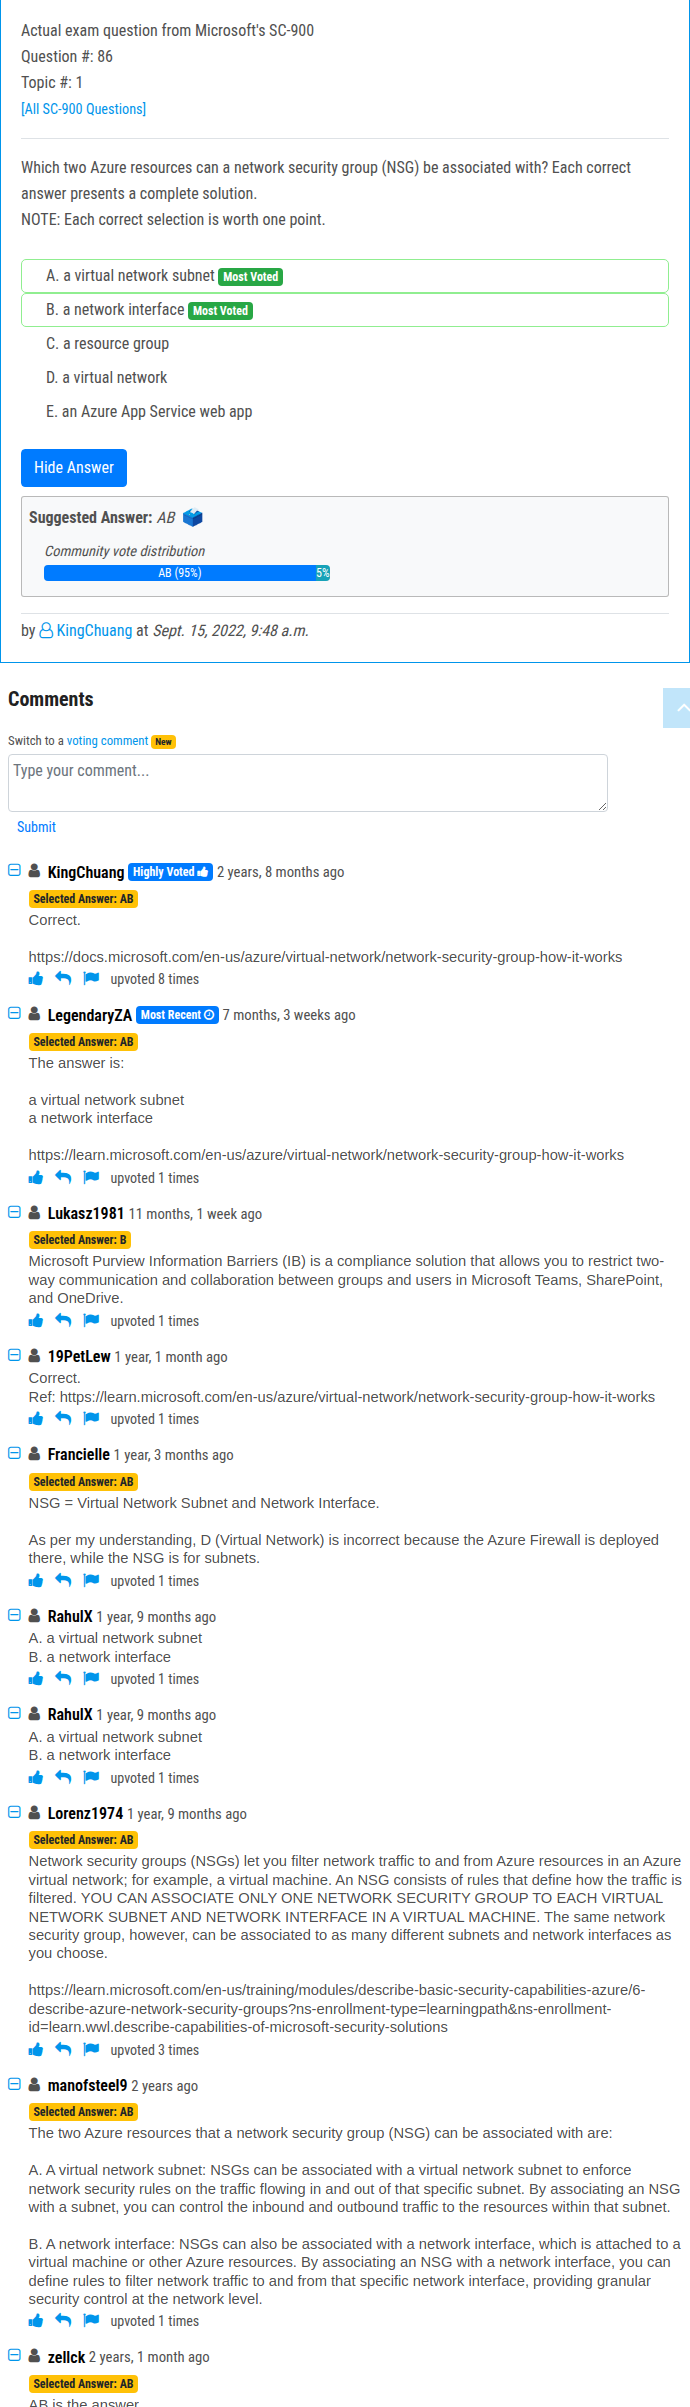 Actual exam question from Microsoft's SC-900
Question #: 86
Topic #: 1
[All SC-900 Questions]
Which two Azure resources can a network security group (NSG) be associated with? Each correct
answer presents a complete solution.
NOTE: Each correct selection is worth one point.
A. a virtual network subnet Most Voted
B. a network interface Most Voted
C. a resource group
D. a virtual network
E. an Azure App Service web app
Hide Answer
Suggested Answer: AB
Community vote distribution
AB (95%) 5%
by KingChuang at Sept. 15, 2022, 9:48 a.m.
Comments
Switch to a voting comment New
Type your comment...
Submit
KingChuang Highly Voted 2 years, 8 months ago
Selected Answer: AB
Correct.
https://docs.microsoft.com/en-us/azure/virtual-network/network-security-group-how-it-works
upvoted 8 times
LegendaryZA Most Recent 7 months, 3 weeks ago
Selected Answer: AB
The answer is:
a virtual network subnet
a network interface
https://learn.microsoft.com/en-us/azure/virtual-network/network-security-group-how-it-works
upvoted 1 times
Lukasz1981 11 months, 1 week ago
Selected Answer: B
Microsoft Purview Information Barriers (IB) is a compliance solution that allows you to restrict two-
way communication and collaboration between groups and users in Microsoft Teams, SharePoint,
and OneDrive.
upvoted 1 times
19PetLew 1 year, 1 month ago
Correct.
Ref: https://learn.microsoft.com/en-us/azure/virtual-network/network-security-group-how-it-works
upvoted 1 times
Francielle 1 year, 3 months ago
Selected Answer: AB
NSG = Virtual Network Subnet and Network Interface.
As per my understanding, D (Virtual Network) is incorrect because the Azure Firewall is deployed
there, while the NSG is for subnets.
upvoted 1 times
RahulX 1 year, 9 months ago
A. a virtual network subnet
B. a network interface
upvoted 1 times
RahulX 1 year, 9 months ago
A. a virtual network subnet
B. a network interface
upvoted 1 times
Lorenz1974 1 year, 9 months ago
Selected Answer: AB
Network security groups (NSGs) let you filter network traffic to and from Azure resources in an Azure
virtual network; for example, a virtual machine. An NSG consists of rules that define how the traffic is
filtered. YOU CAN ASSOCIATE ONLY ONE NETWORK SECURITY GROUP TO EACH VIRTUAL
NETWORK SUBNET AND NETWORK INTERFACE IN A VIRTUAL MACHINE. The same network
security group, however, can be associated to as many different subnets and network interfaces as
you choose.
https://learn.microsoft.com/en-us/training/modules/describe-basic-security-capabilities-azure/6-
describe-azure-network-security-groups?ns-enrollment-type=learningpath&ns-enrollment-
id=learn.wwl.describe-capabilities-of-microsoft-security-solutions
upvoted 3 times
manofsteel9 2 years ago
Selected Answer: AB
The two Azure resources that a network security group (NSG) can be associated with are:
A. A virtual network subnet: NSGs can be associated with a virtual network subnet to enforce
network security rules on the traffic flowing in and out of that specific subnet. By associating an NSG
with a subnet, you can control the inbound and outbound traffic to the resources within that subnet.
B. A network interface: NSGs can also be associated with a network interface, which is attached to a
virtual machine or other Azure resources. By associating an NSG with a network interface, you can
define rules to filter network traffic to and from that specific network interface, providing granular
security control at the network level.
upvoted 1 times
zellck 2 years, 1 month ago
Selected Answer: AB
AB is the answer